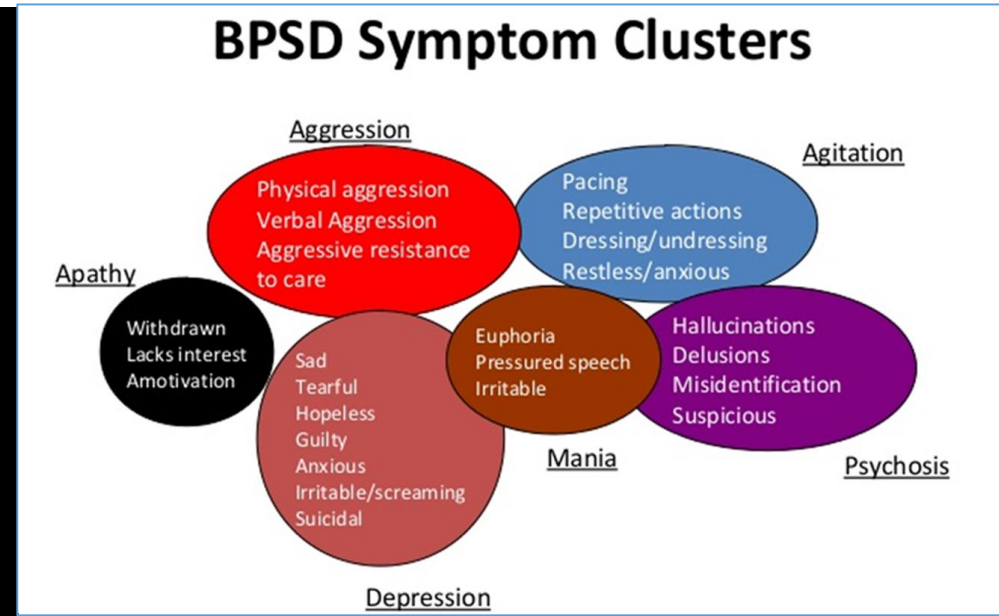 BPSD Symptom Clusters
Aggression
Physical aggression
Verbal Aggression
Aggressive resistance
to care
Agitation
Pacing
Repetitive actions
Dressing/undressing
Restless/anxious
Apathy
Withdrawn
Lacks interest
Amotivation
Sad
Tearful
Hopeless
Guilty
Anxious
Irritable/screaming
Suicidal
Depression
Euphoria
Pressured speech
Irritable
Mania
Hallucinations
Delusions
Misidentification
Suspicious
Psychosis